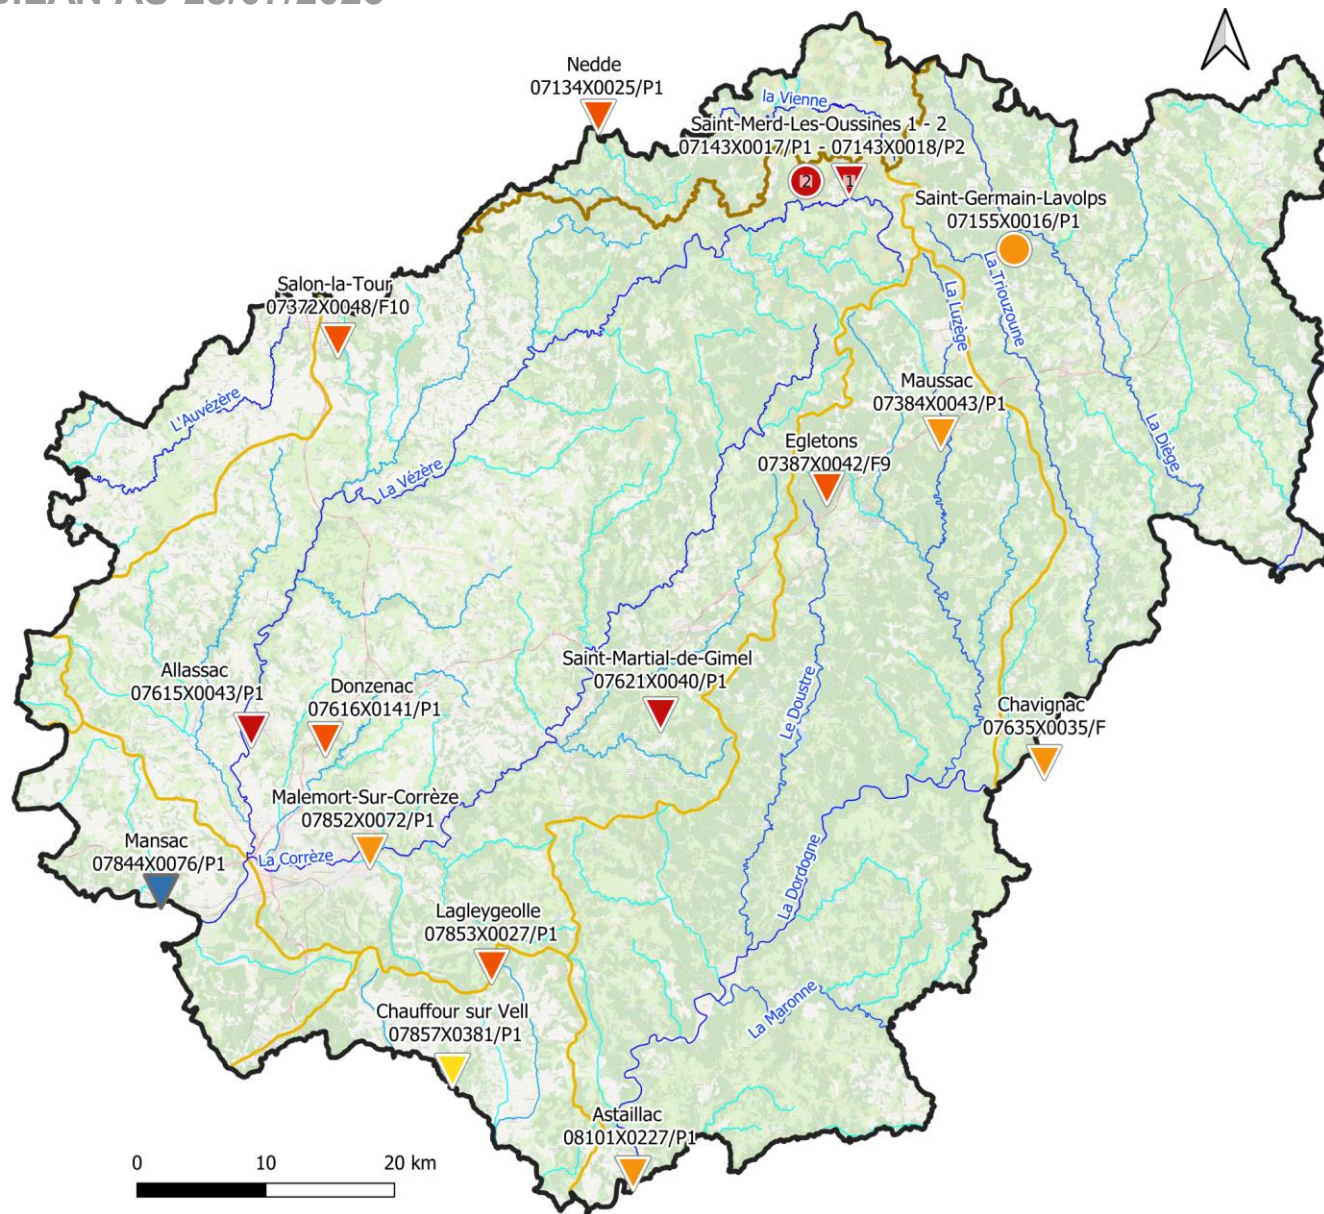 Nedde
07134X0025/P1
la Vienne
Saint-Merd-Les-Oussines 1 - 2
07143X0017/P1 - 07143X0018/P2
2
1
Saint-Germain-Lavolps
07155X0016/P1
La Triouzoune
La Luzège
Salon-la-Tour
07372X0048/F10
L'Auvézère
La Vézère
Maussac
07384X0043/P1
Egletons
07387X0042/F9
La Diège
Saint-Martial-de-Gimel
07621X0040/P1
Allassac
07615X0043/P1
Donzenac
07616X0141/P1
Le Doustre
Chavignac
07635X0035/F
Malemort-Sur-Corrèze
07852X0072/P1
Mansac
07844X0076/P1
La Corrèze
La Dordogne
Lagleygeolle
07853X0027/P1
Chauffour sur Vell
07857X0381/P1
La Maronne
Astaillac
08101X0227/P1
0 10 20 km